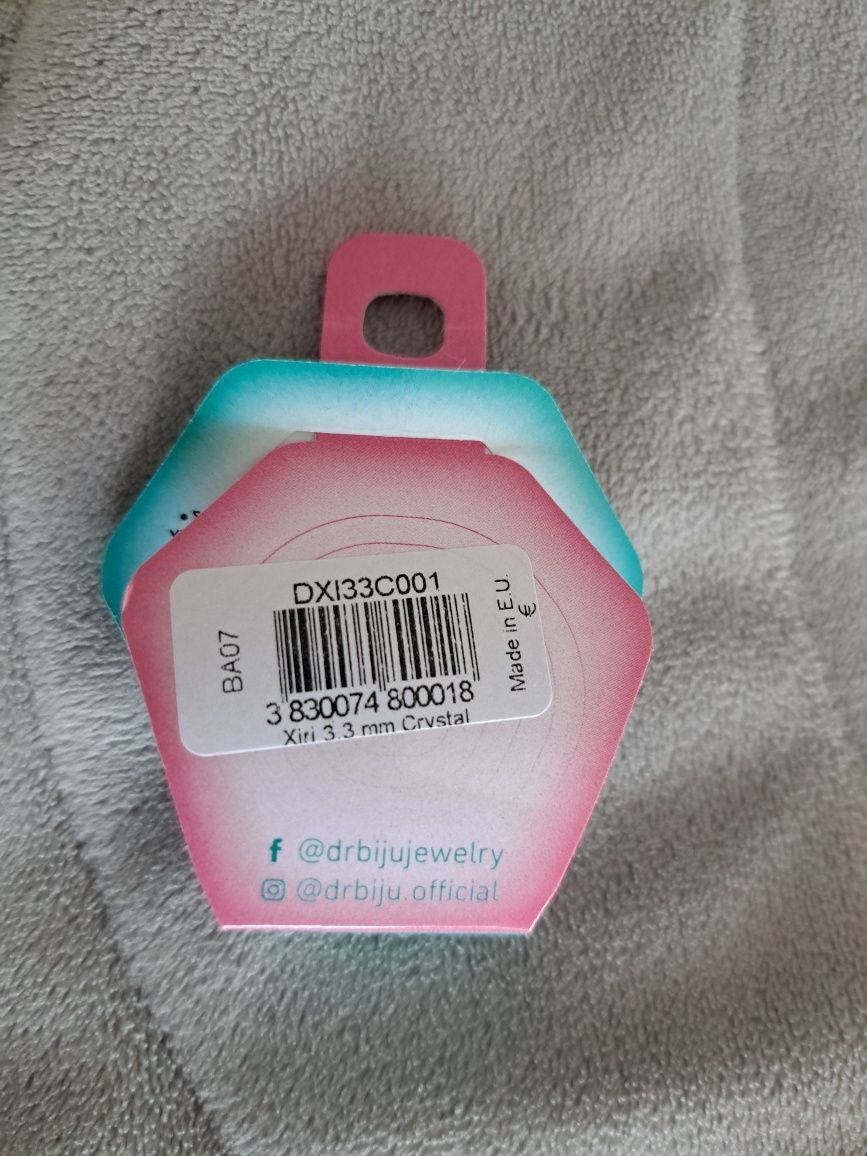 DXI33C001
BA07
Made in E.U.
€
3 830074 800018
Xiri 3.3 mm Crystal
f @drbijujewelry
@drbiju.official